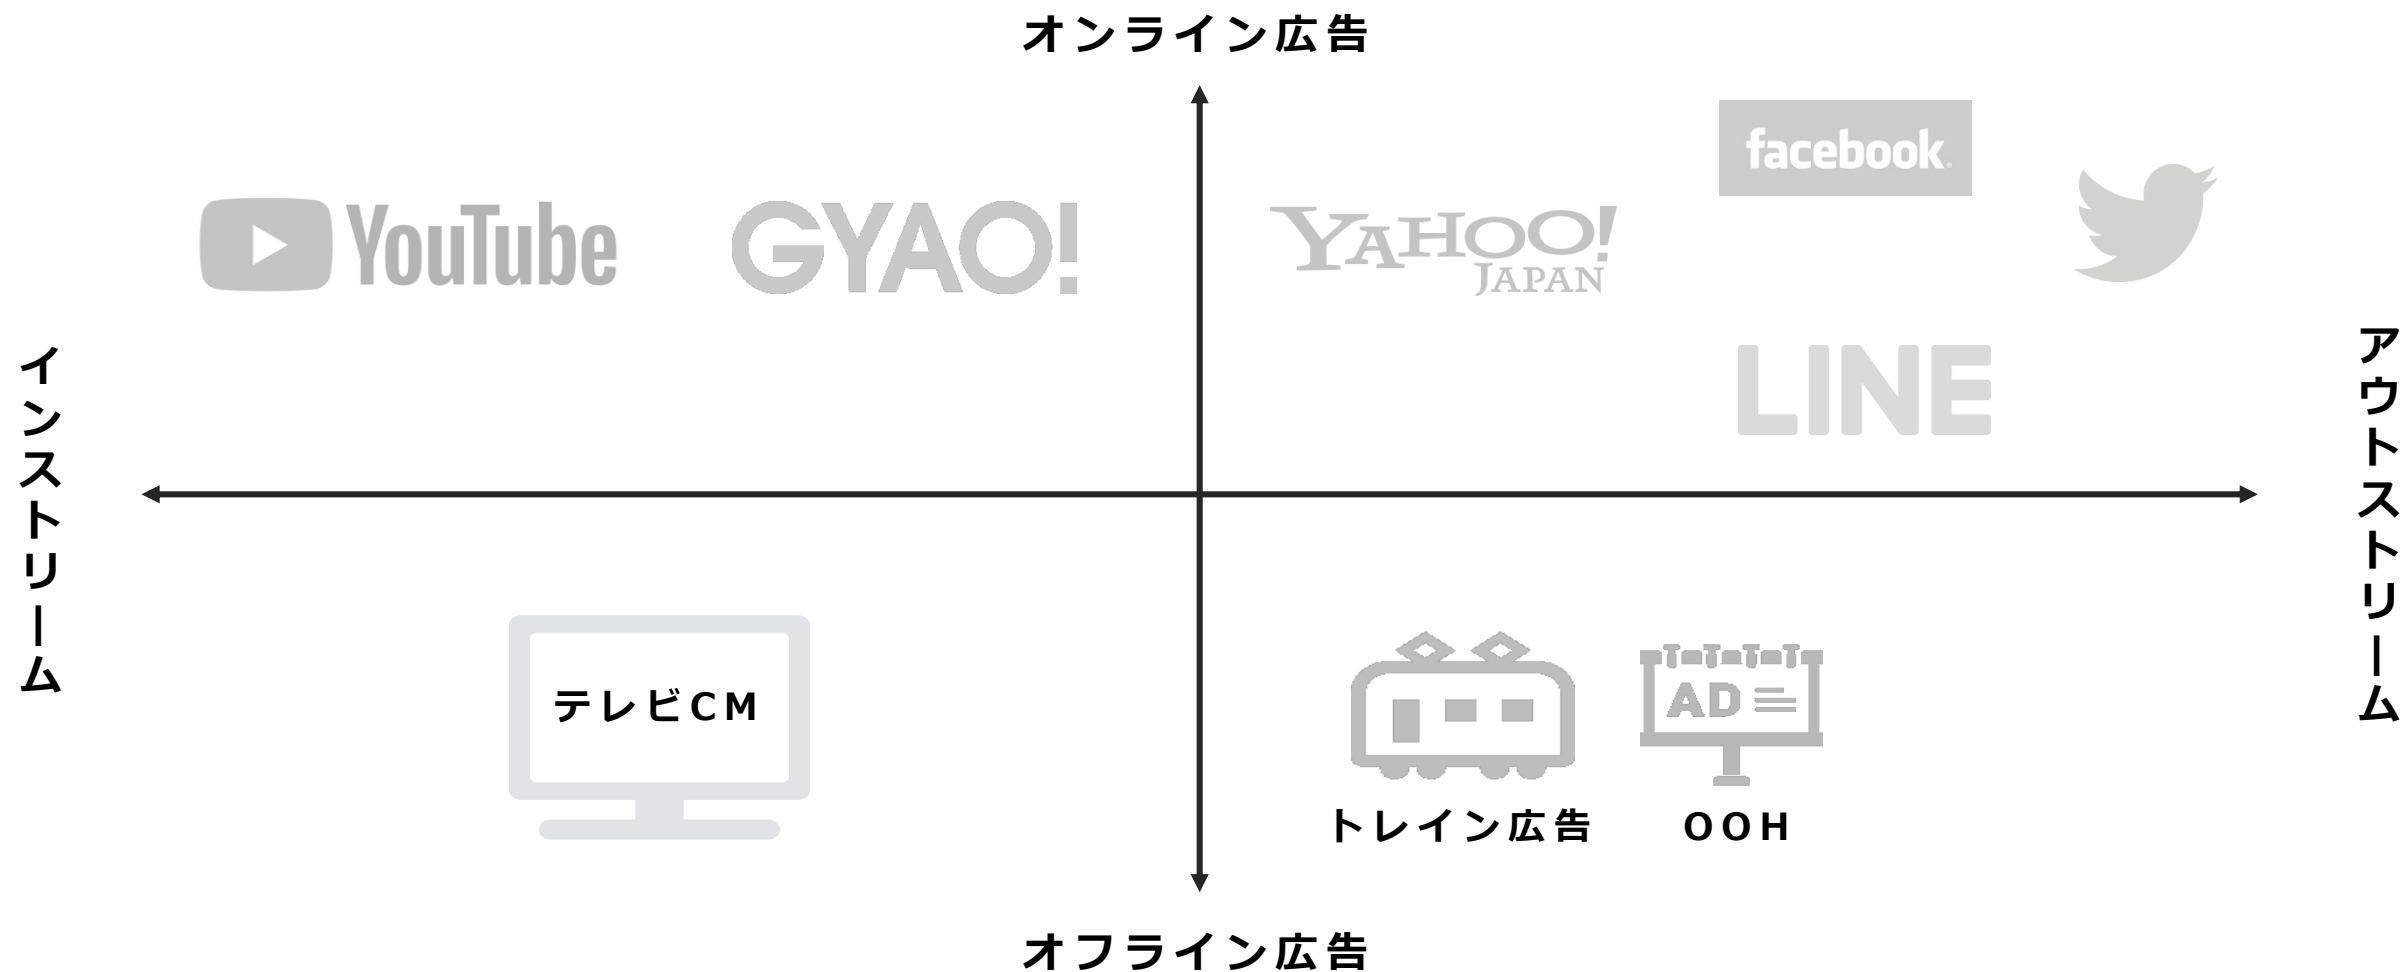 オンライン広告
facebook
YouTube
GYAO!
YAHOO!
JAPAN
LINE
インストリーム
アウトストリーム
テレビCM
AD
トレイン広告
OOH
オフライン広告